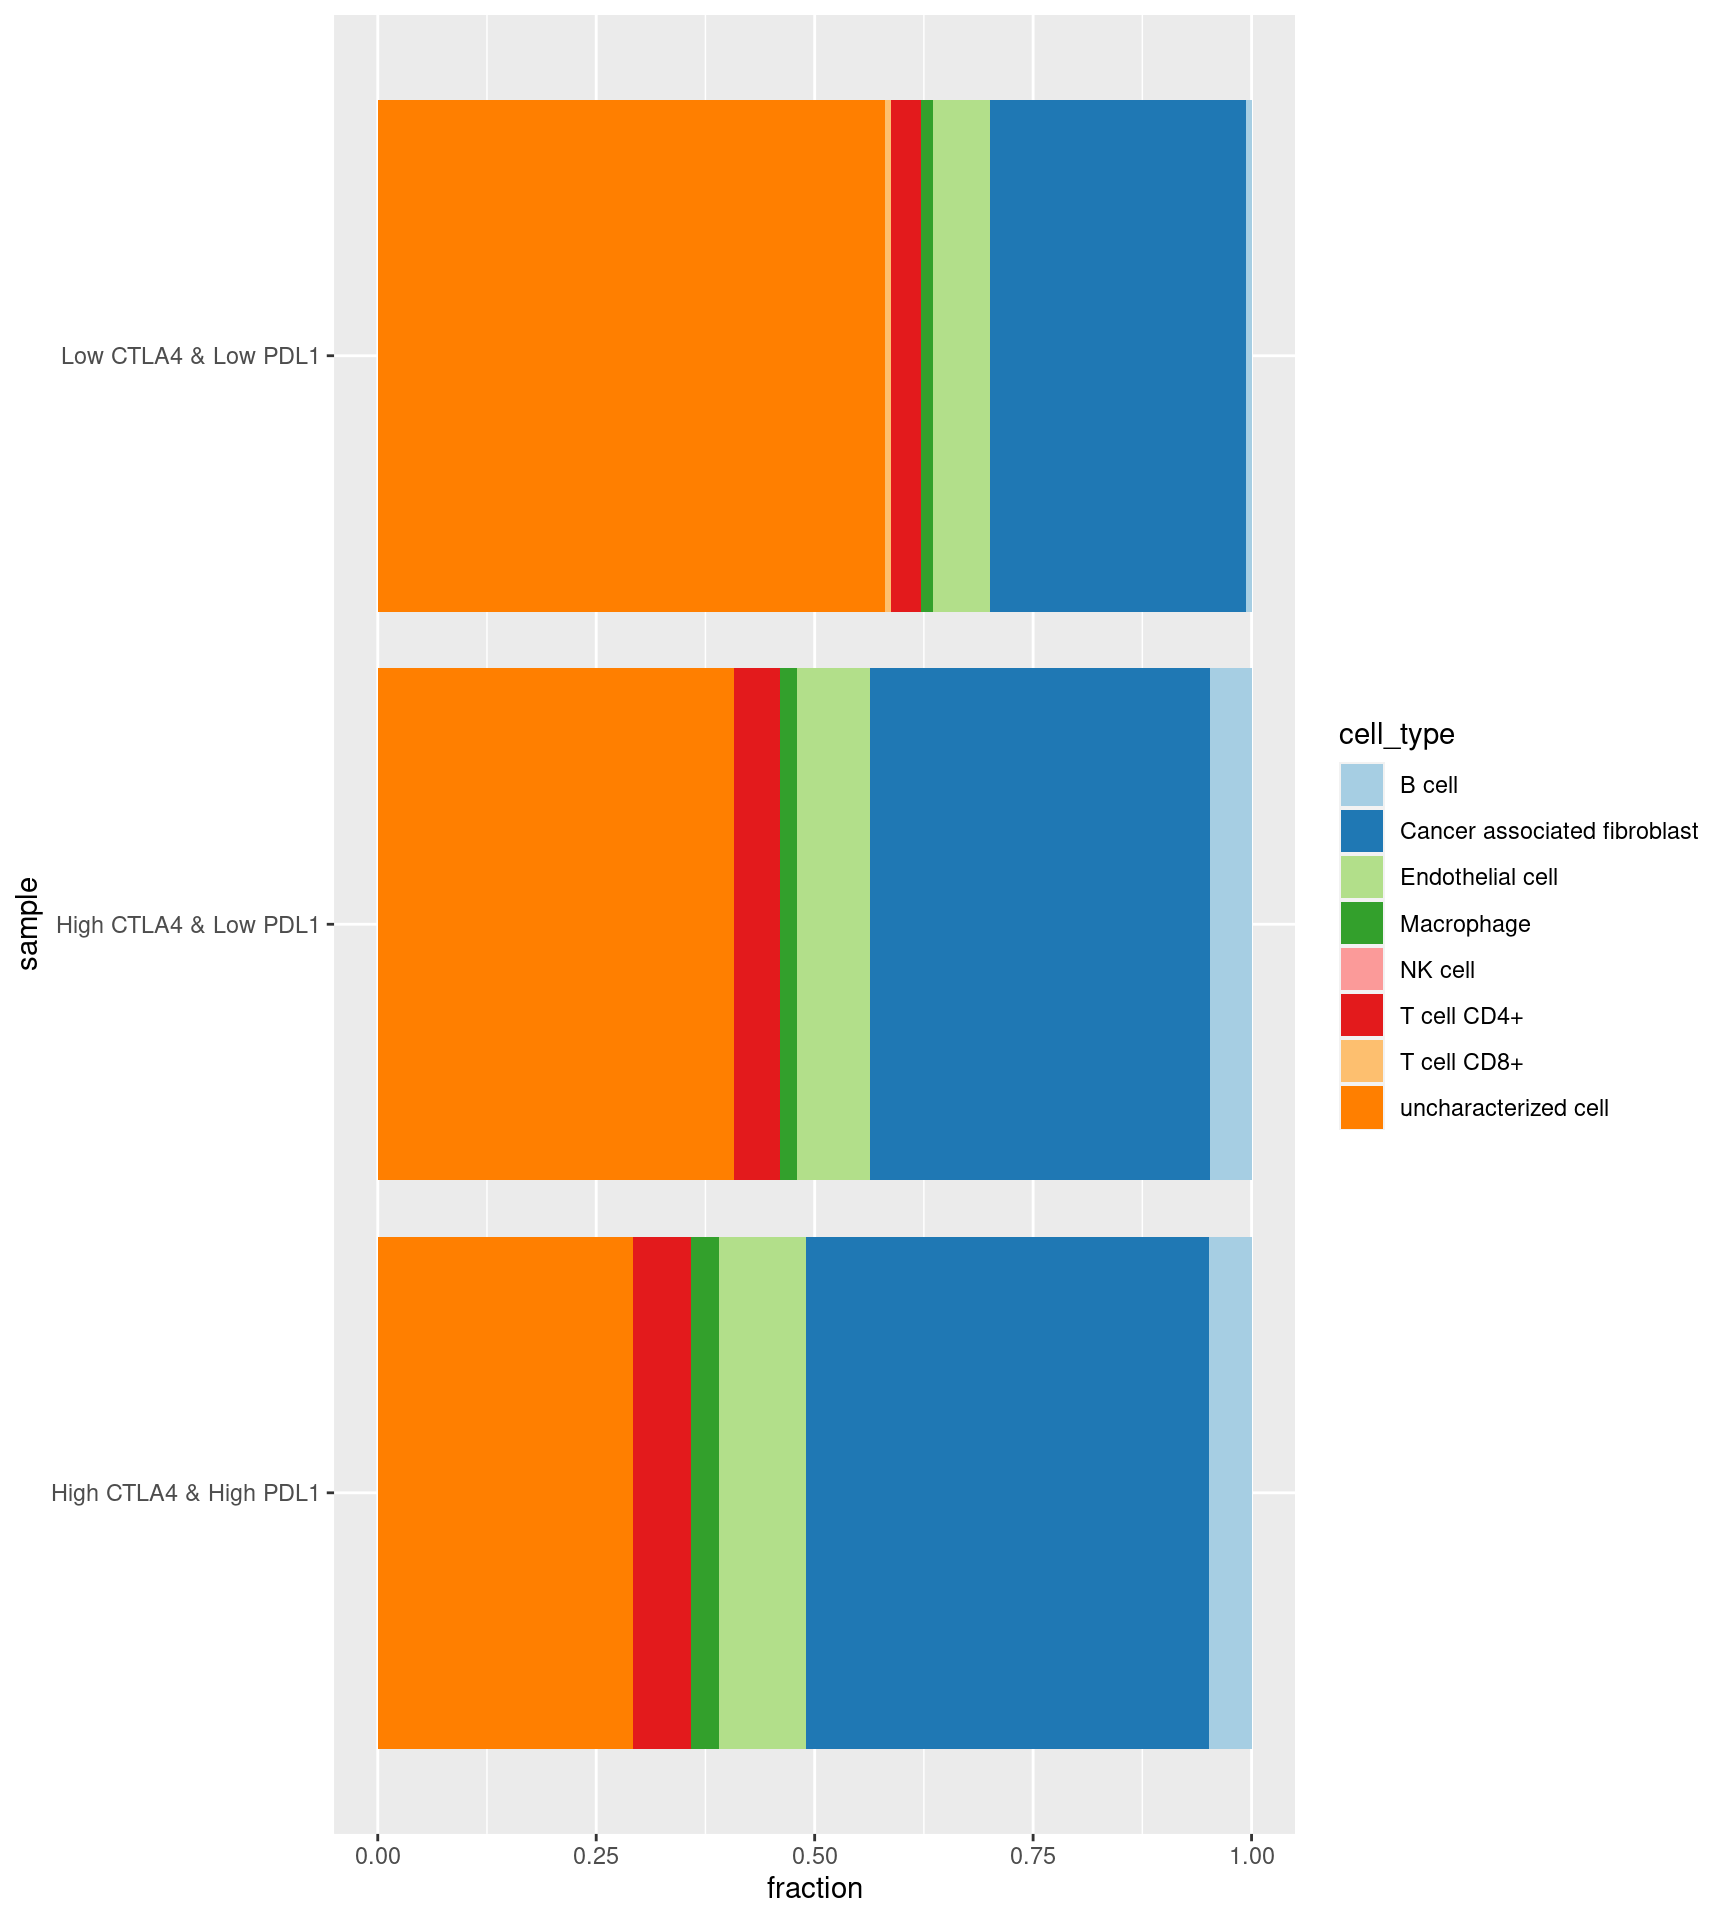 Low CTLA4 & Low PDL1
High CTLA4 & Low PDL1
High CTLA4 & High PDL1
sample
0.00 0.25 0.50 0.75 1.00
fraction
cell_type
B cell
Cancer associated fibroblast
Endothelial cell
Macrophage
NK cell
T cell CD4+
T cell CD8+
uncharacterized cell